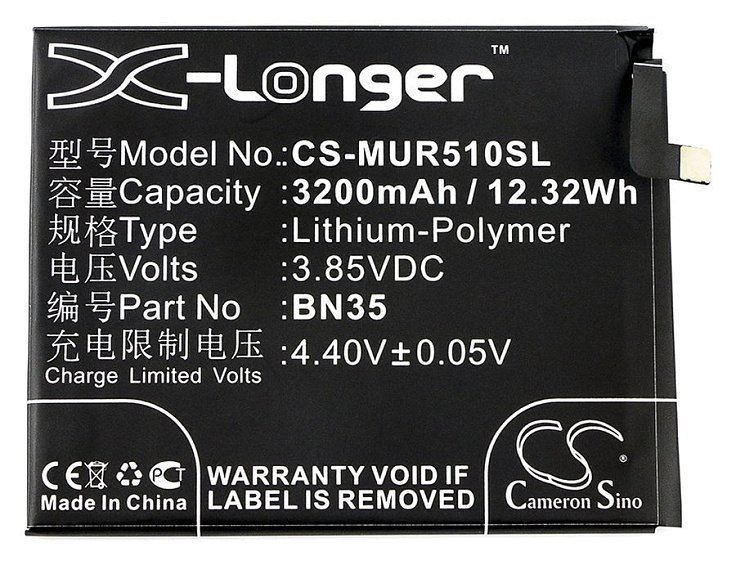 X-Longer™
型号Model No.:CS-MUR510SL
容量Capacity :3200mAh / 12.32Wh
规格Type :Lithium-Polymer
电压Volts :3.85VDC
编号Part No :BN35
充电限制电压 :4.40V±0.05V
Charge Limited Volts
CE PCT
Made In China
WARRANTY VOID IF
LABEL IS REMOVED
CS®
Cameron Sino